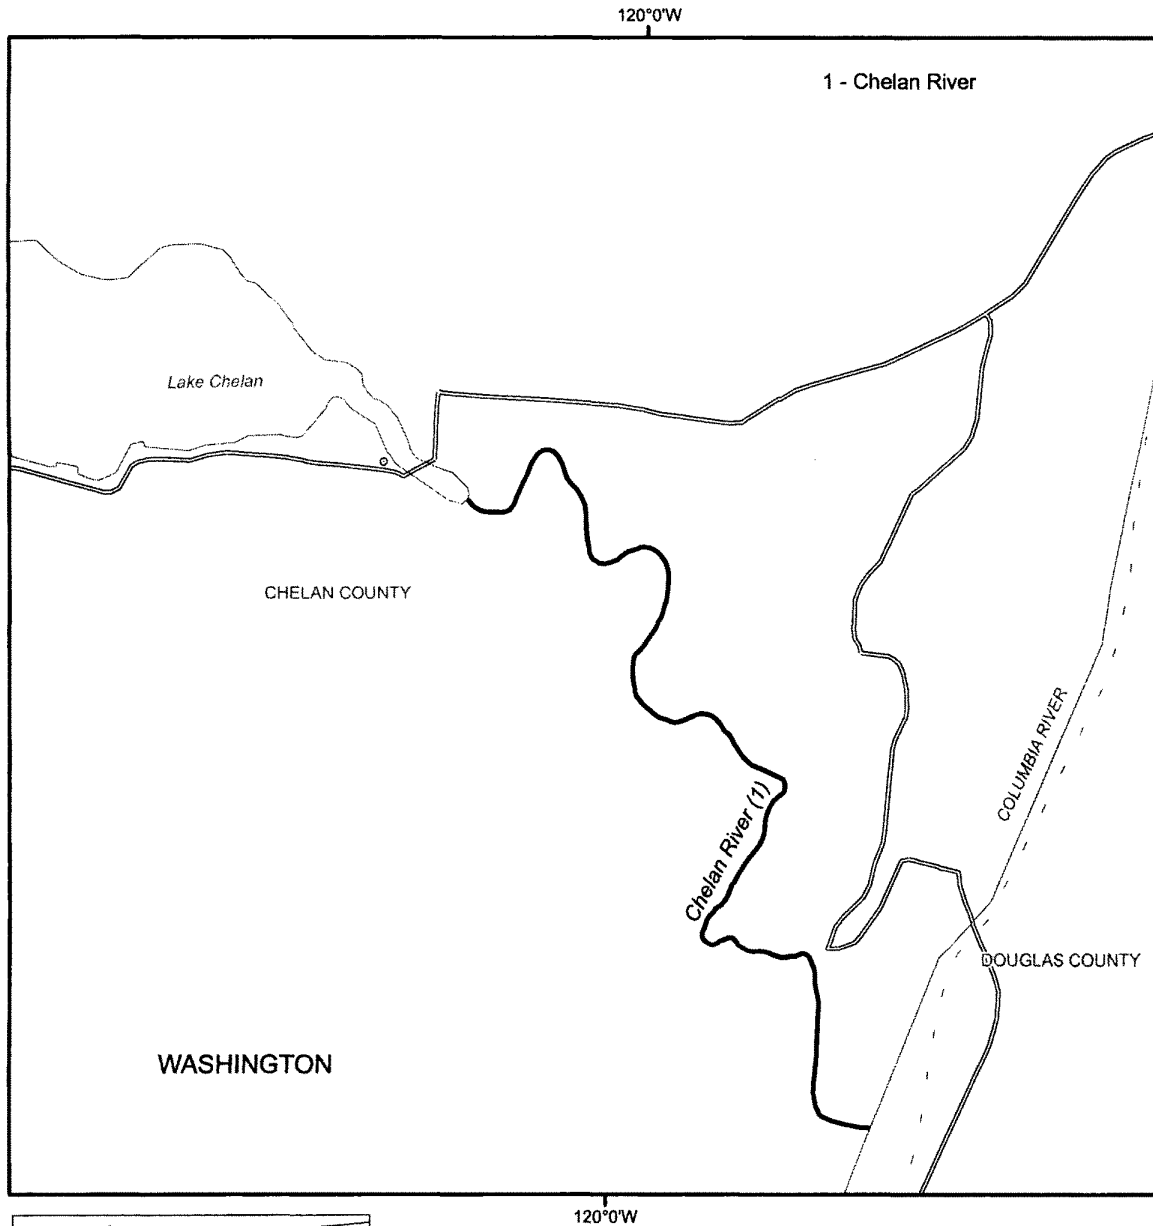 120°0'W
1 - Chelan River
Lake Chelan
CHELAN COUNTY
COLUMBIA RIVER
Chelan River (1)
DOUGLAS COUNTY
WASHINGTON
120°0'W